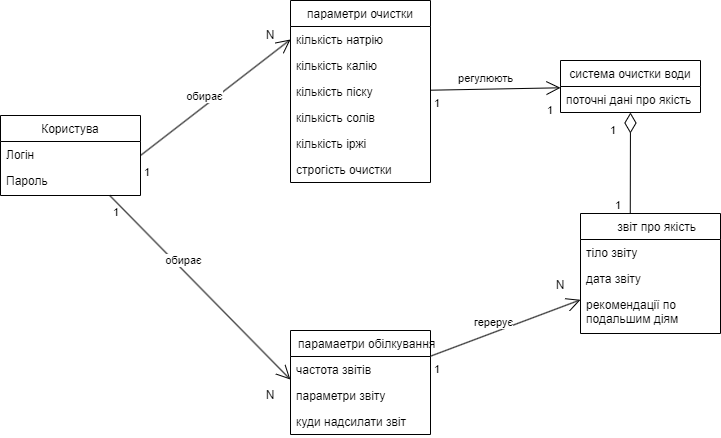 параметри очистки
кількість натрію
кількість калію
кількість піску
кількість солів
кількість іржі
строгість очистки
N
обирає
1
регулюють
1
1
система очистки води
поточні дані про якість
1
Користува
Логін
Пароль
1
обирає
1
звіт про якість
тіло звіту
дата звіту
рекомендації по
подальшим діям
N
герерує
парамаетри обілкування
частота звітів
параметри звіту
куди надсилати звіт
N
1